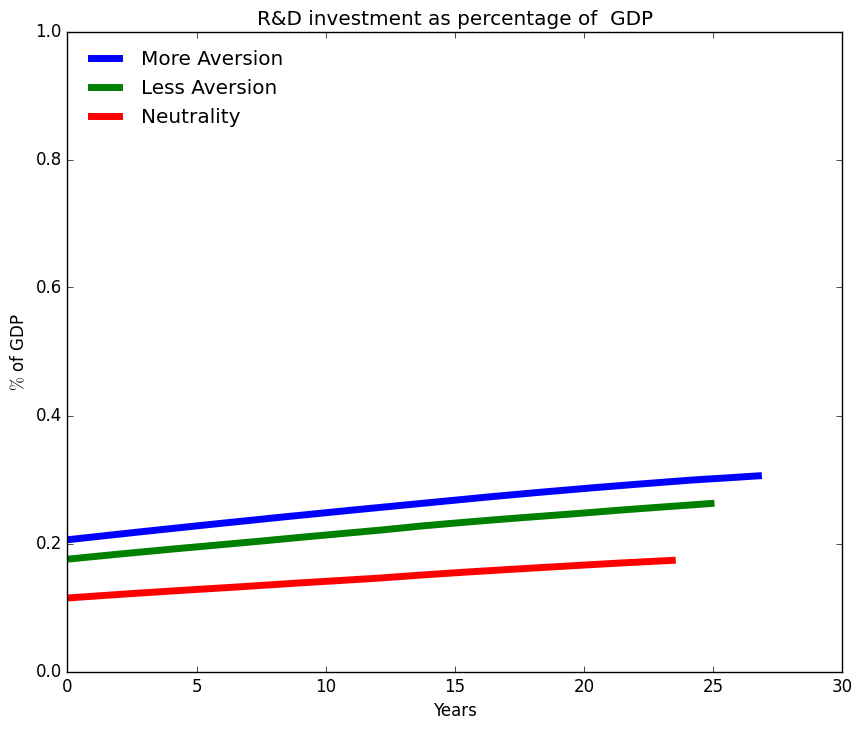 R&D investment as percentage of  GDP
1.0
More Aversion
Less Aversion
Neutrality
0.8
0.6
% of GDP
0.4
0.2
0.0
0 5 10 15 20 25 30
Years